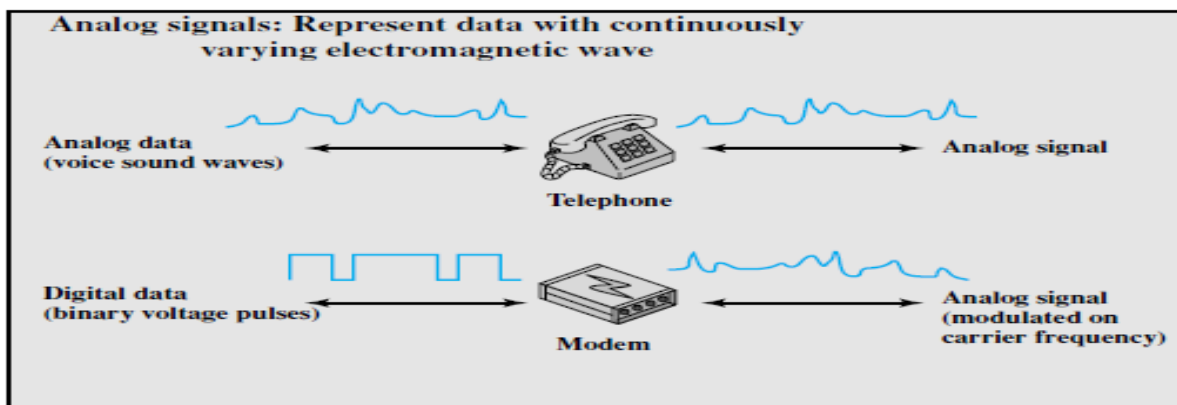 Analog signals: Represent data with continuously
varying electromagnetic wave
Analog data
(voice sound waves)
Analog signal
Telephone
Digital data
(binary voltage pulses)
Analog signal
(modulated on
carrier frequency)
Modem